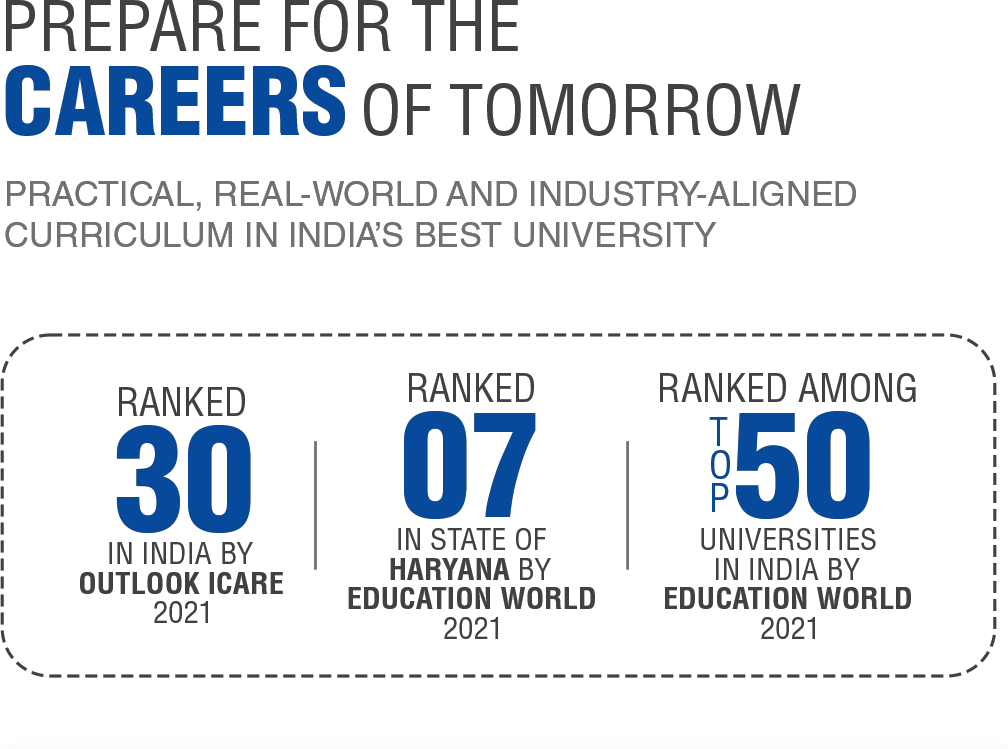 PREPARE FOR THE
CAREERS OF TOMORROW
PRACTICAL, REAL-WORLD AND INDUSTRY-ALIGNED
CURRICULUM IN INDIA'S BEST UNIVERSITY
RANKED
30
IN INDIA BY
OUTLOOK ICARE
2021
RANKED
07
IN STATE OF
HARYANA BY
EDUCATION WORLD
2021
RANKED AMONG
TOP 50
UNIVERSITIES
IN INDIA BY
EDUCATION WORLD
2021